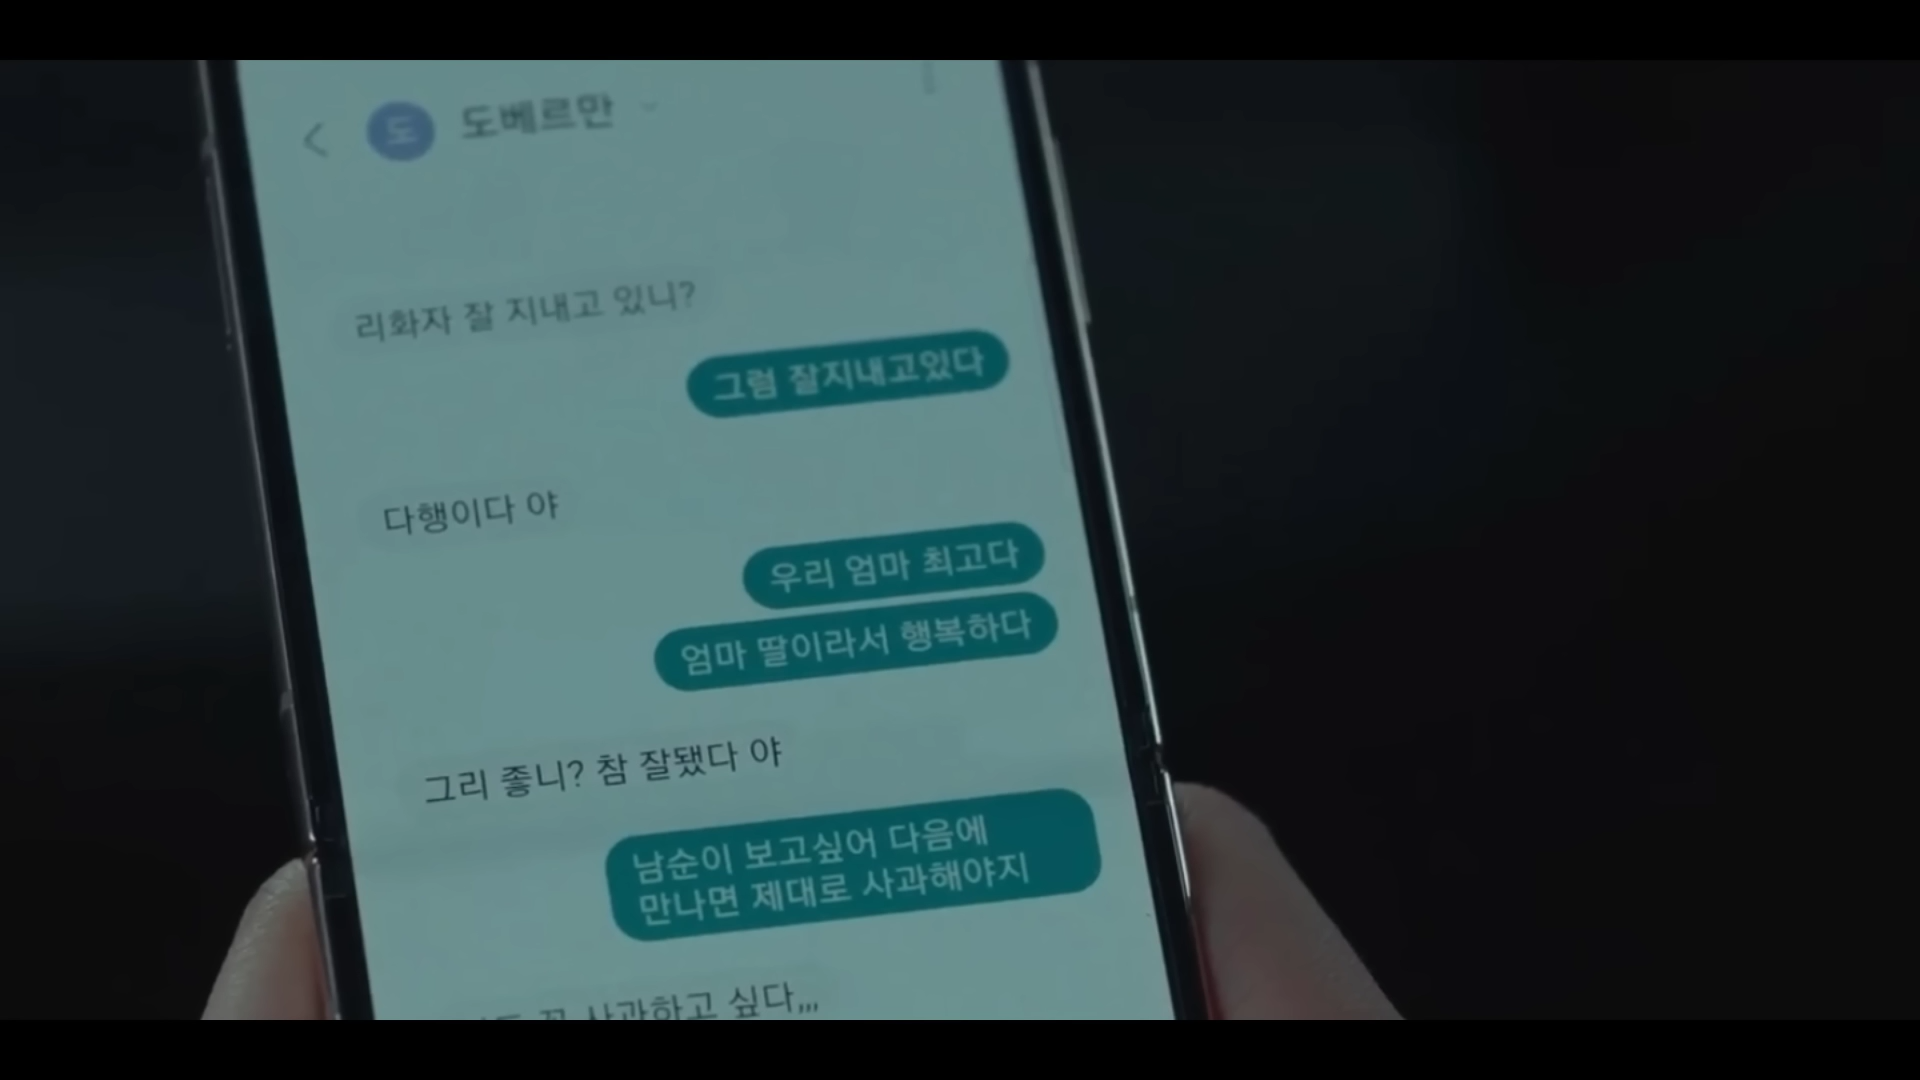 도
도베르만
리화자 잘 지내고 있니?
그럼 잘지내고있다
다행이다 야
우리 엄마 최고다
엄마 딸이라서 행복하다
그리 좋니? 참 잘됐다 야
남순이 보고싶어 다음에
만나면 제대로 사과해야지
꼭 사과하고 싶다,,,